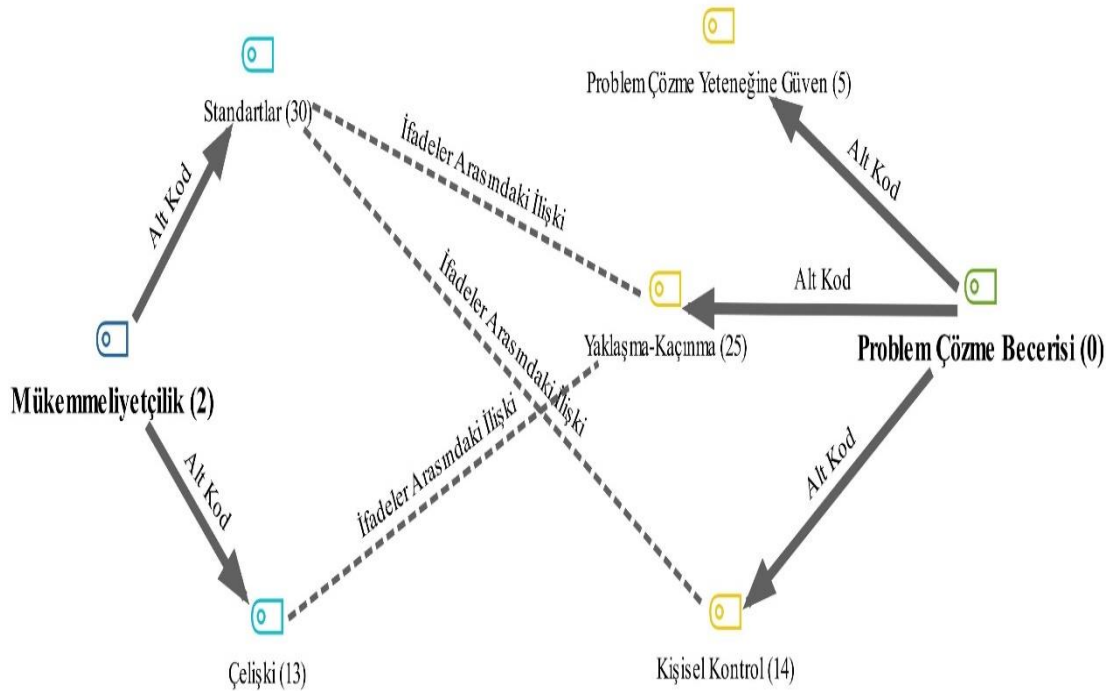 Problem Çözme Yeteneğine Güven (5)
Standartlar (30)
Alt Kod
Alt Kod
İfadeler Arasındaki İlişki
İfadeler Arasındaki İlişki
Alt Kod
Yaklaşma-Kaçınma (25)
Problem Çözme Becerisi (0)
Mükemmeliyetçilik (2)
Alt Kod
İfadeler Arasındaki İlişki
Alt Kod
Çelişki (13)
Kişisel Kontrol (14)